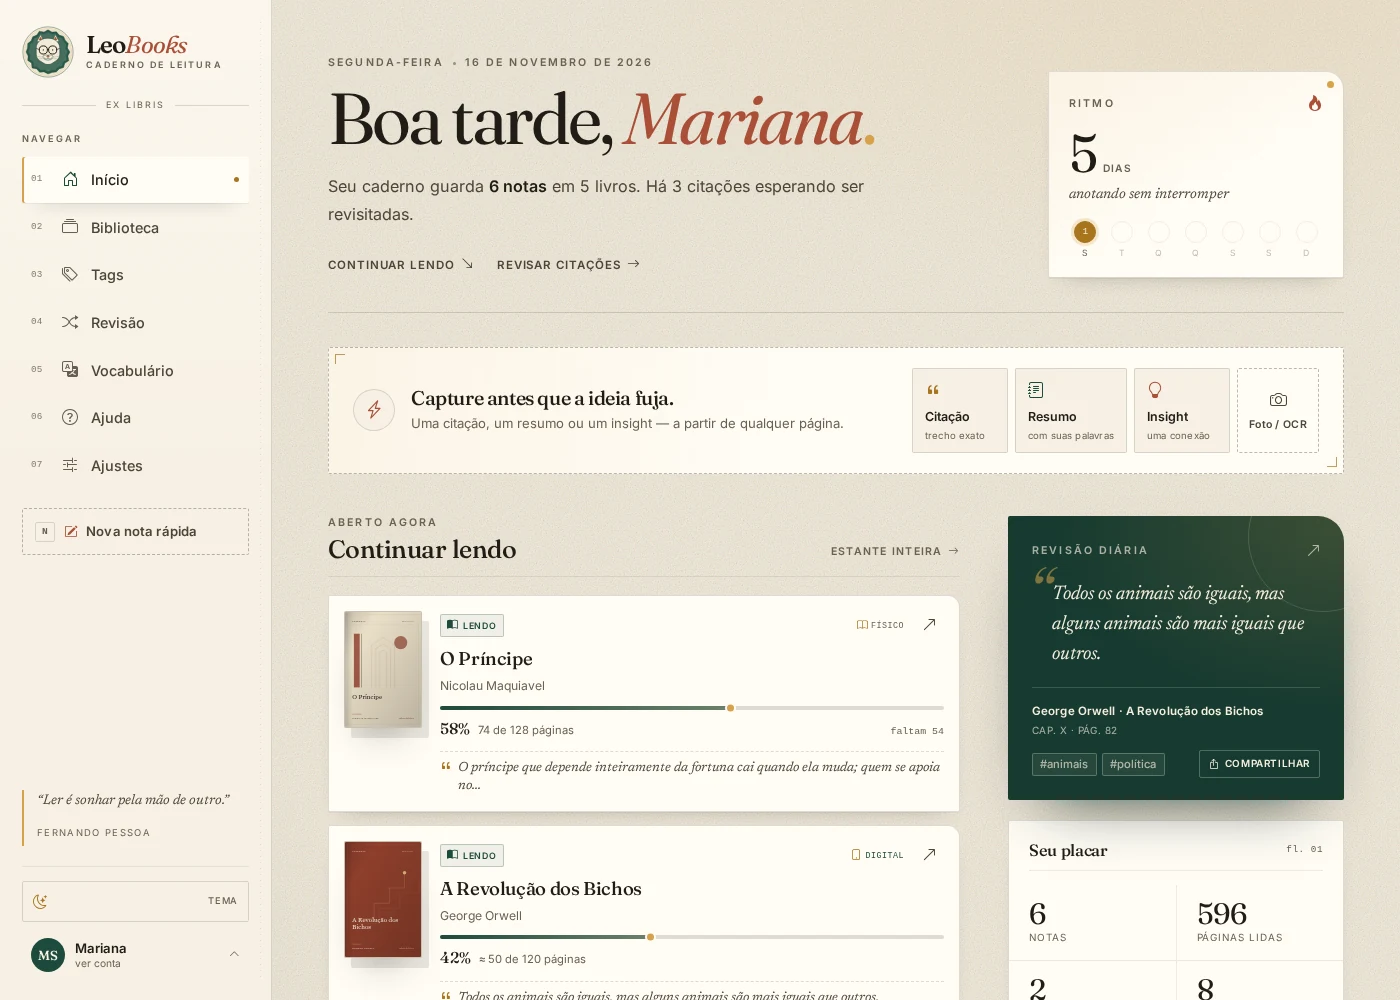 LeoBooks
CADERNO DE LEITURA
EX LIBRIS
NAVEGAR
01 Início
02 Biblioteca
03 Tags
04 Revisão
05 Vocabulário
06 Ajuda
07 Ajustes
N Nova nota rápida
“Ler é sonhar pela mão de outro.”
FERNANDO PESSOA
TEMA
MS Mariana
ver conta
SEGUNDA-FEIRA • 16 DE NOVEMBRO DE 2026
Boa tarde, Mariana.
Seu caderno guarda 6 notas em 5 livros. Há 3 citações esperando ser
revisitadas.
CONTINUAR LENDO ↘ REVISAR CITAÇÕES →
RITMO
5 DIAS
anotando sem interromper
1
S T Q Q S S D
Capture antes que a ideia fuja.
Uma citação, um resumo ou um insight — a partir de qualquer página.
“ Citação
trecho exato
Resumo
com suas palavras
Insight
uma conexão
Foto / OCR
ABERTO AGORA
Continuar lendo
ESTANTE INTEIRA →
LENDO
FÍSICO
O Príncipe
O Príncipe
Nicolau Maquiavel
58% 74 de 128 páginas
faltam 54
“ O príncipe que depende inteiramente da fortuna cai quando ela muda; quem se apoia
no...
LENDO
DIGITAL
A Revolução dos
Bichos
A Revolução dos Bichos
George Orwell
42% ≈ 50 de 120 páginas
“ Todos os animais são iguais, mas alguns animais são mais iguais que outros.
REVISÃO DIÁRIA
“
Todos os animais são iguais, mas
alguns animais são mais iguais que
outros.
George Orwell · A Revolução dos Bichos
CAP. X · PÁG. 82
#animais #política
COMPARTILHAR
Seu placar
fl. 01
6
NOTAS
596
PÁGINAS LIDAS
2
8